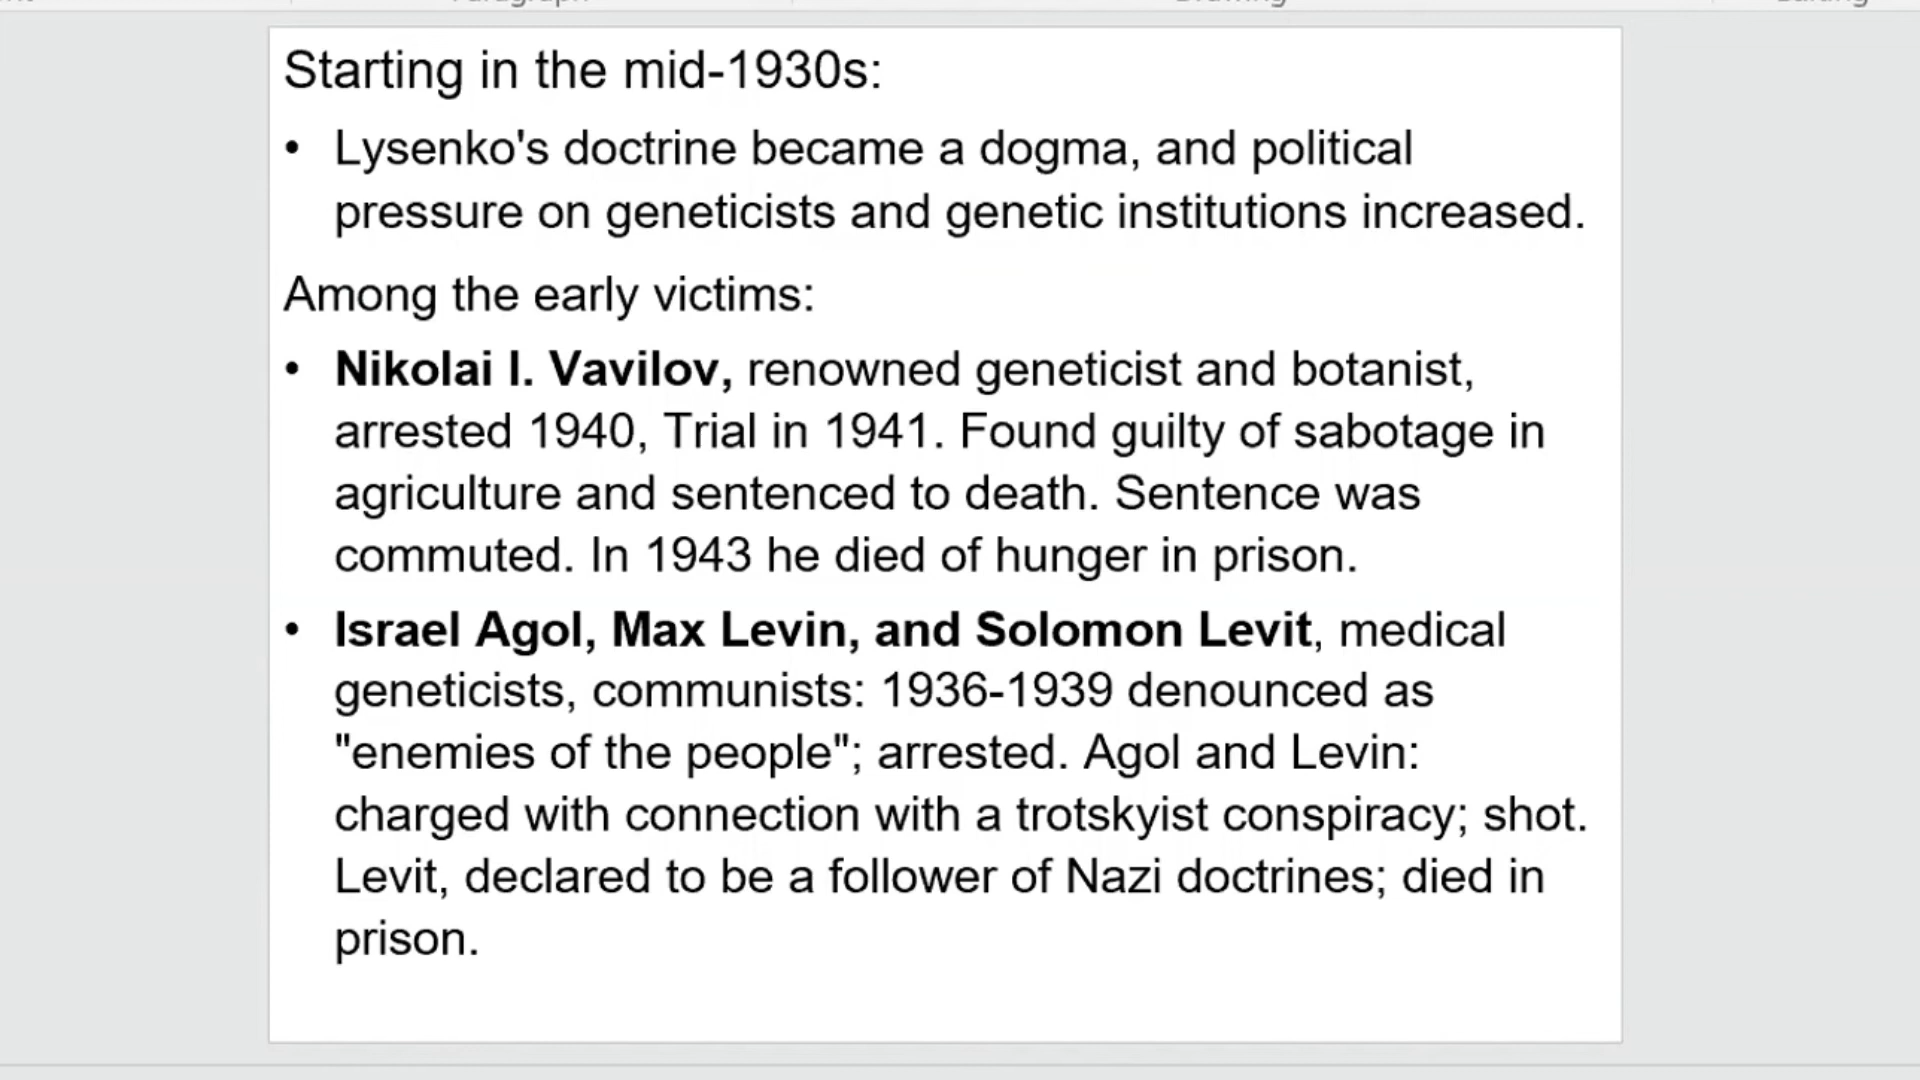 Starting in the mid-1930s:
• Lysenko's doctrine became a dogma, and political
pressure on geneticists and genetic institutions increased.
Among the early victims:
• Nikolai I. Vavilov, renowned geneticist and botanist,
arrested 1940, Trial in 1941. Found guilty of sabotage in
agriculture and sentenced to death. Sentence was
commuted. In 1943 he died of hunger in prison.
• Israel Agol, Max Levin, and Solomon Levit, medical
geneticists, communists: 1936-1939 denounced as
"enemies of the people"; arrested. Agol and Levin:
charged with connection with a trotskyist conspiracy; shot.
Levit, declared to be a follower of Nazi doctrines; died in
prison.